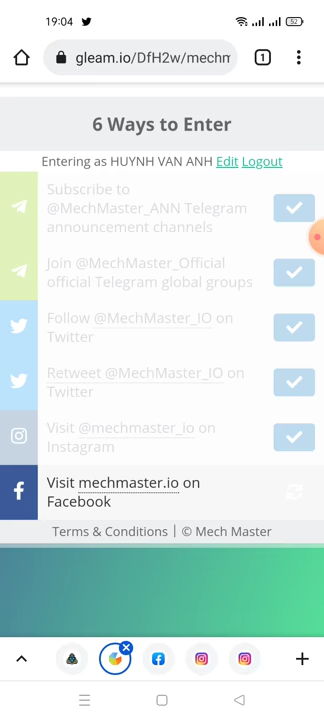 19:04
52
gleam.io/DfH2w/mechm
1
6 Ways to Enter
Entering as HUYNH VAN ANH Edit Logout
Subscribe to
@MechMaster_ANN Telegram
announcement channels
Join @MechMaster_Official
official Telegram global groups
Follow @MechMaster_IO on
Twitter
Retweet @MechMaster_IO on
Twitter
Visit @mechmaster_io on
Instagram
Visit mechmaster.io on
Facebook
Terms & Conditions | © Mech Master